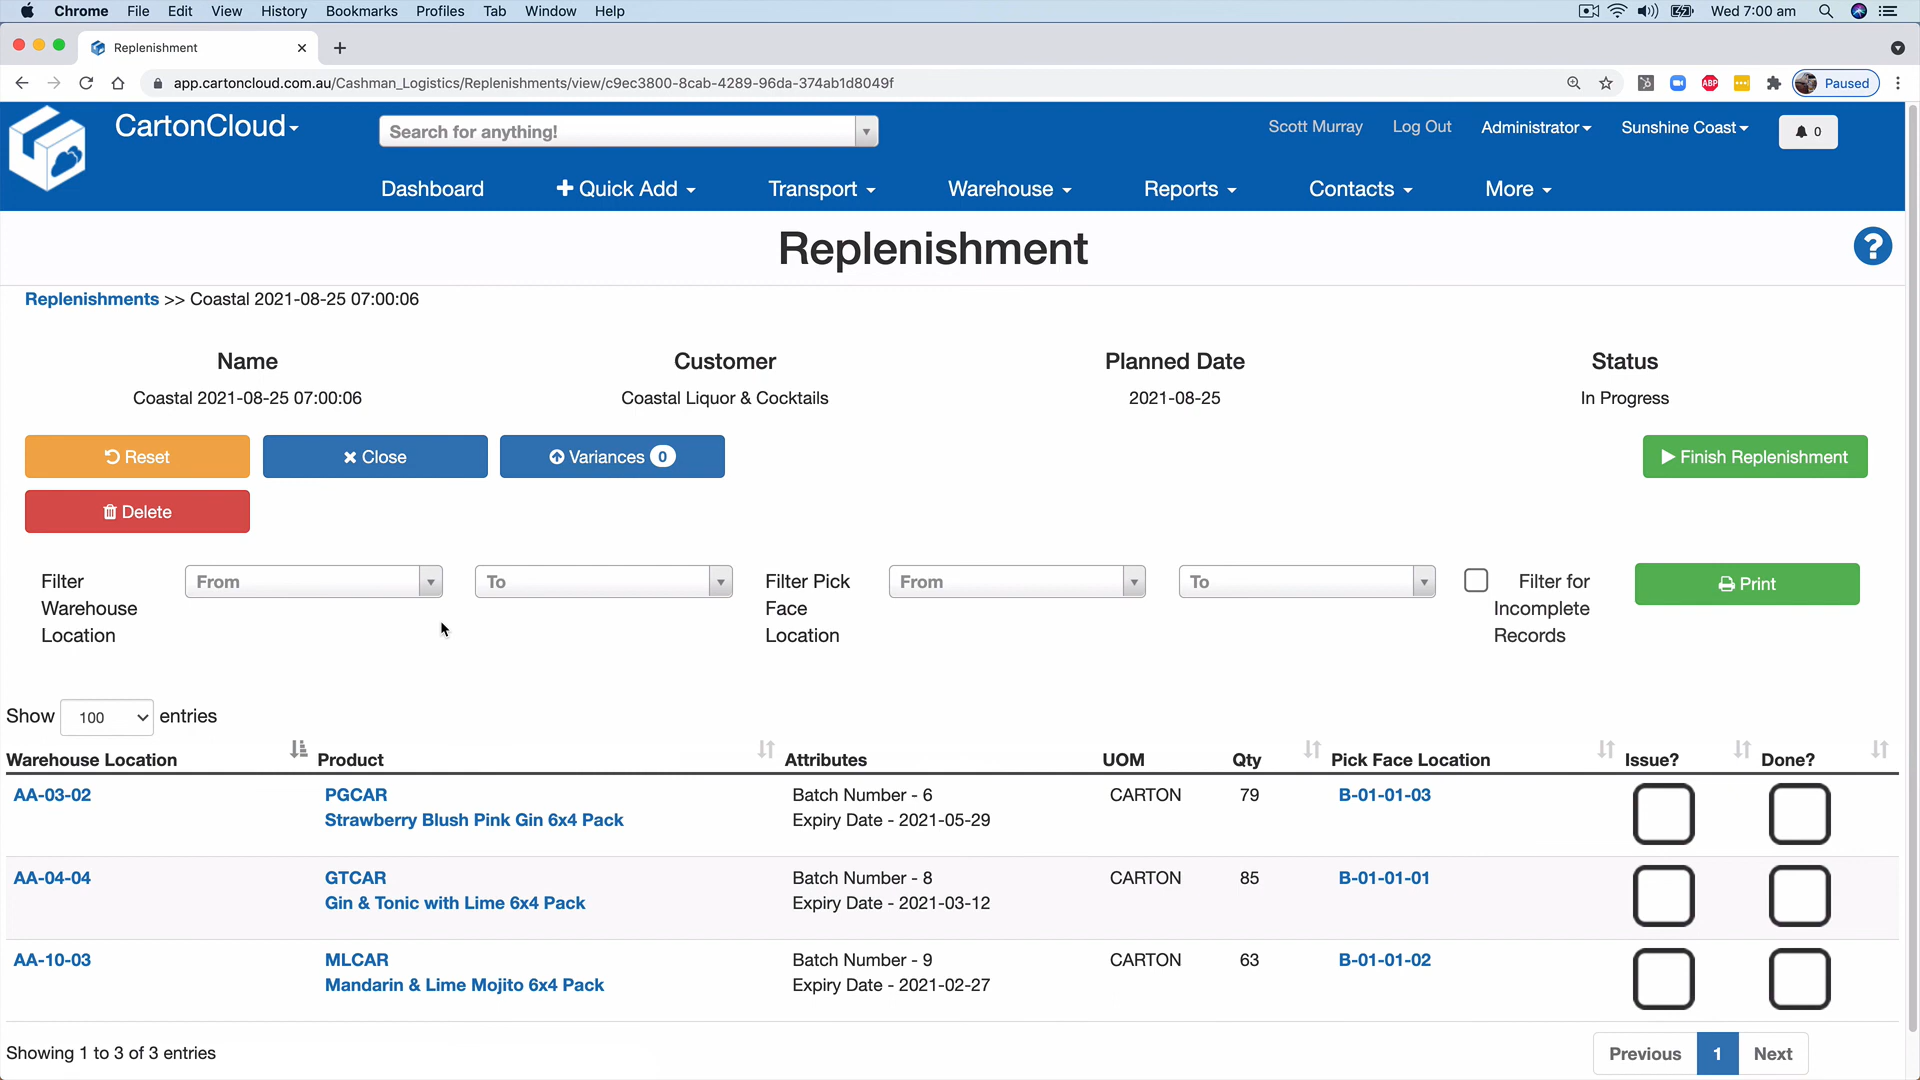 Chrome File Edit View History Bookmarks Profiles Tab Window Help Wed 7:00 am
Replenishment
app.cartoncloud.com.au/Cashman_Logistics/Replenishments/view/c9ec3800-8cab-4289-96da-374ab1d8049f ABP Paused
CartonCloud Search for anything! Scott Murray Log Out Administrator Sunshine Coast 0
Dashboard Quick Add Transport Warehouse Reports Contacts More
Replenishment ?
Replenishments >> Coastal 2021-08-25 07:00:06
Name Customer Planned Date Status
Coastal 2021-08-25 07:00:06 Coastal Liquor & Cocktails 2021-08-25 In Progress
Reset Close Variances 0 Finish Replenishment
Delete
Filter Warehouse Location From To Filter Pick Face Location From To Filter for Incomplete Records Print
Show 100 entries
Warehouse Location Product Attributes UOM Qty Pick Face Location Issue? Done?
AA-03-02 PGCAR Batch Number - 6 CARTON 79 B-01-01-03
Strawberry Blush Pink Gin 6x4 Pack Expiry Date - 2021-05-29
AA-04-04 GTCAR Batch Number - 8 CARTON 85 B-01-01-01
Gin & Tonic with Lime 6x4 Pack Expiry Date - 2021-03-12
AA-10-03 MLCAR Batch Number - 9 CARTON 63 B-01-01-02
Mandarin & Lime Mojito 6x4 Pack Expiry Date - 2021-02-27
Showing 1 to 3 of 3 entries Previous 1 Next